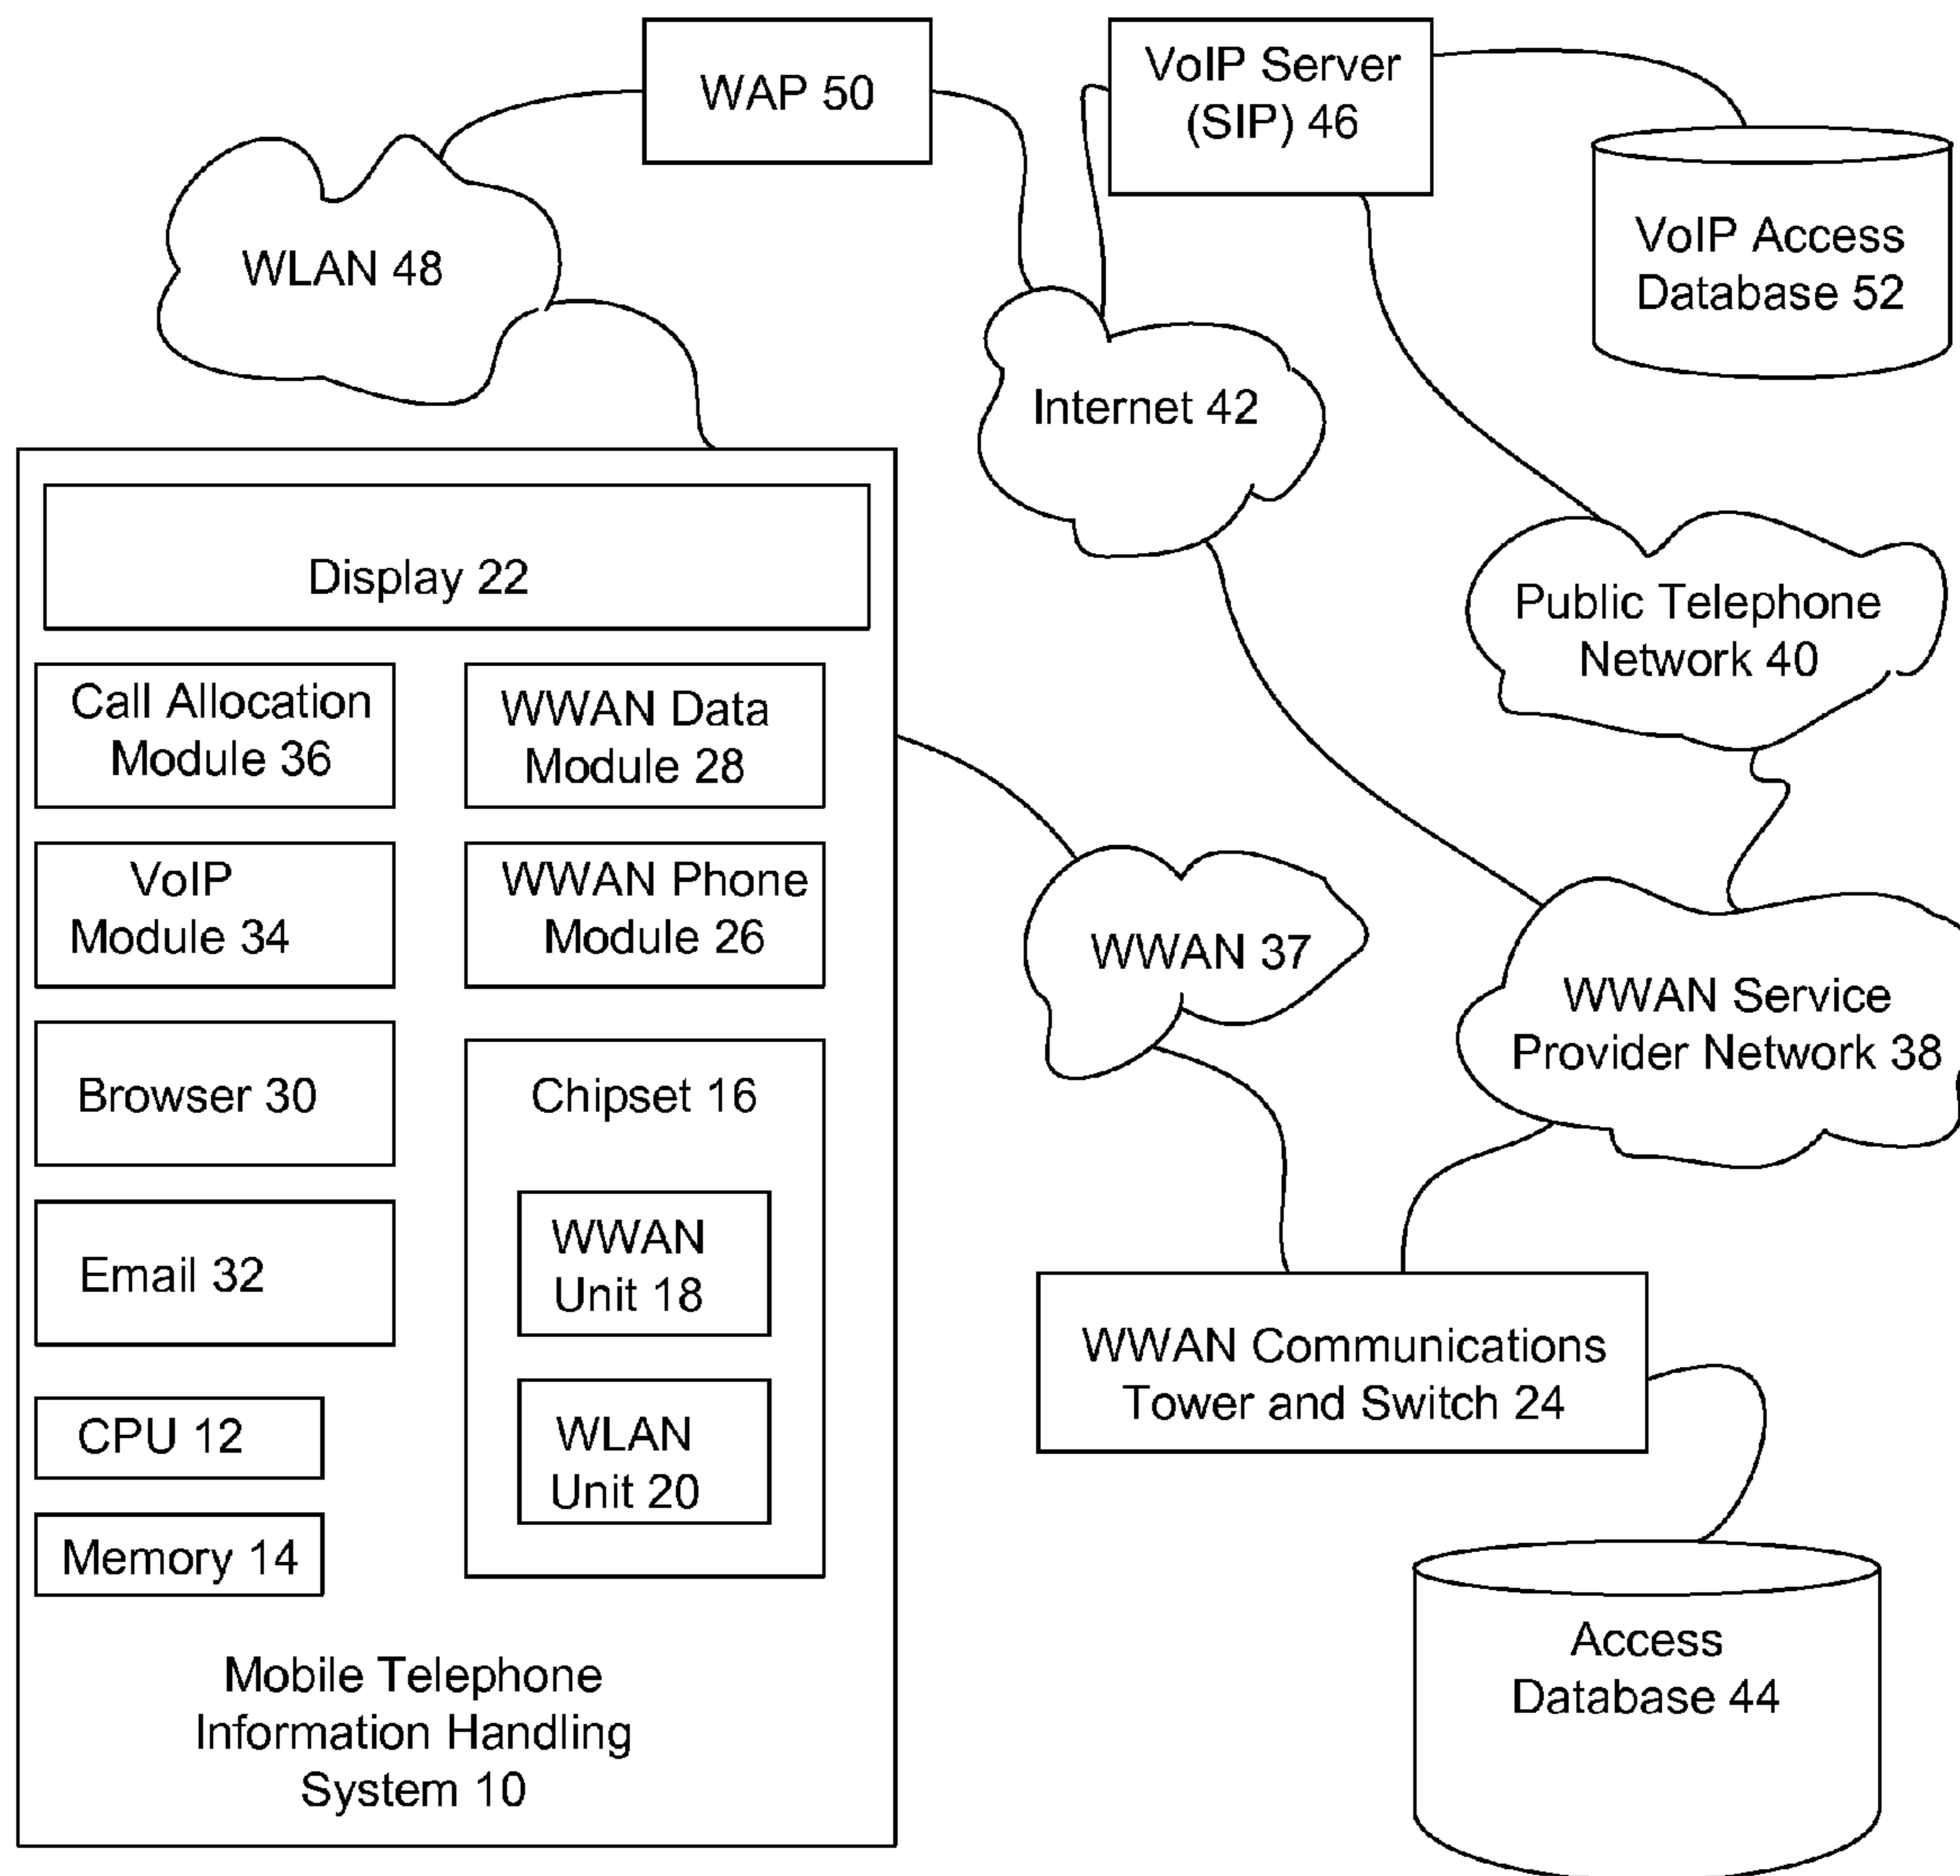 WAP 50
VoIP Server
(SIP) 46
VoIP Access
Database 52
WLAN 48
Internet 42
Public Telephone
Network 40
Display 22
Call Allocation
Module 36
WWAN Data
Module 28
VoIP
Module 34
WWAN Phone
Module 26
Browser 30
Email 32
CPU 12
Memory 14
Chipset 16
WWAN
Unit 18
WLAN
Unit 20
Mobile Telephone
Information Handling
System 10
WWAN 37
WWAN Service
Provider Network 38
WWAN Communications
Tower and Switch 24
Access
Database 44